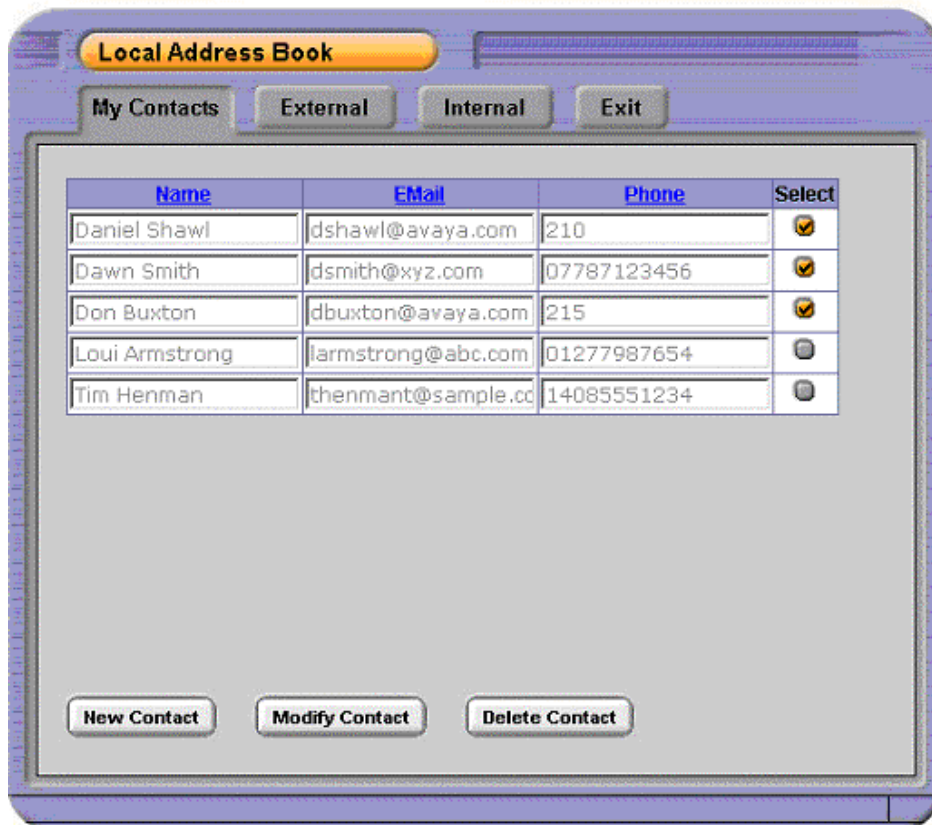 Local Address Book
My Contacts External Internal Exit
Name EMail Phone Select
Daniel Shawl dshawl@avaya.com 210
Dawn Smith dsmith@xyz.com 07787123456
Don Buxton dbuxton@avaya.com 215
Loui Armstrong larmstrong@abc.com 01277987654
Tim Henman thenmant@sample.cc 14085551234
New Contact Modify Contact Delete Contact